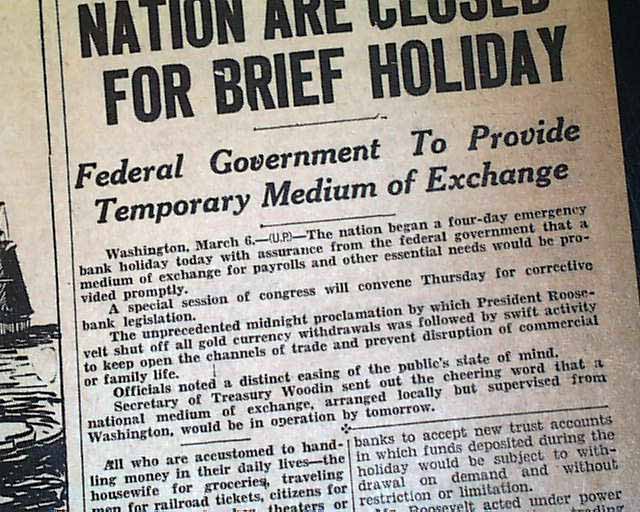 NATION ARE CLOSED
FOR BRIEF HOLIDAY
Federal Government To Provide
Temporary Medium of Exchange
Washington, March 6.—(U.P.)—The nation began a four-day emergency
bank holiday today with assurance from the federal government that a
medium of exchange for payrolls and other essential needs would be pro-
vided promptly.
A special session of congress will convene Thursday for corrective
bank legislation.
The unprecedented midnight proclamation by which President Roose-
velt shut off all gold currency withdrawals was followed by swift activity
to keep open the channels of trade and prevent disruption of commercial
or family life.
Officials noted a distinct easing of the public's state of mind.
Secretary of Treasury Woodin sent out the cheering word that a
national medium of exchange, arranged locally but supervised from
Washington, would be in operation by tomorrow.
All who are accustomed to hand-
ling money in their daily lives—the
housewife for groceries, traveling
men for railroad tickets, citizens for
theaters or
banks to accept new trust accounts
in which funds deposited during the
holiday would be subject to with-
drawal on demand and without
restriction or limitation.
Roosevelt acted under power
trading